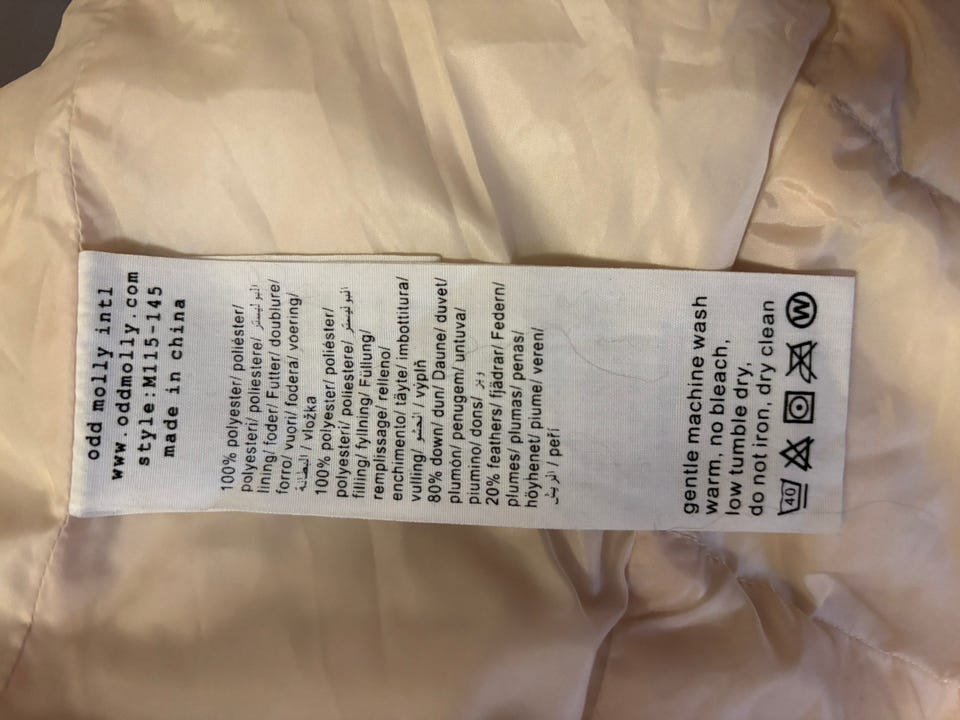 odd molly intl
www.oddmolly.com
style:M115-145
made in china
100% polyester/ poliéster/
polyesteri/ poliestere/ البوليستر/
lining/ foder/ Futter/ doublure/
forro/ vuori/ fodera/ voering/
البطانة / vložka
100% polyester/ poliéster/
polyesteri/ poliestere/ البوليستر/
filling/ fyllning/ Füllung/
remplissage/ relleno/
enchimento/ täyte/ imbottitura/
vulling/ / výplň
80% down/ dun/ Daune/ duvet/
plumón/ penugem/ untuva/
piumino/ dons/
20% feathers/ fjädrar/ Federn/
plumes/ plumas/ penas/
höyhenet/ piume/ veren/
الريش / peří
gentle machine wash
warm, no bleach,
low tumble dry,
do not iron, dry clean
40 W